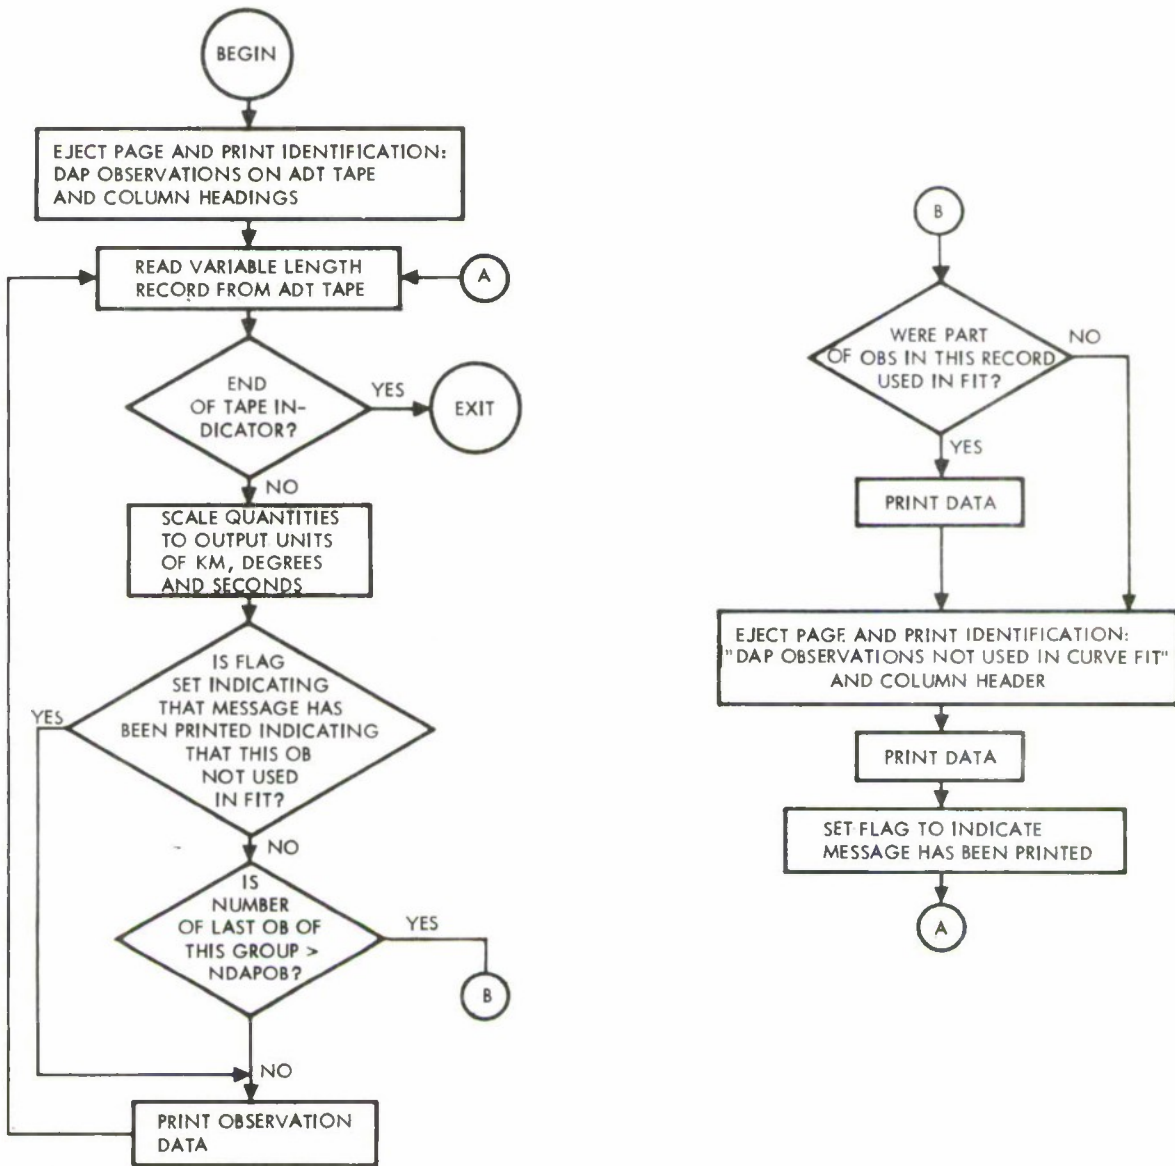 BEGIN
EJECT PAGE AND PRINT IDENTIFICATION:
DAP OBSERVATIONS ON ADT TAPE
AND COLUMN HEADINGS
READ VARIABLE LENGTH
RECORD FROM ADT TAPE
A
END
OF TAPE IN-
DICATOR?
YES
EXIT
NO
SCALE QUANTITIES
TO OUTPUT UNITS
OF KM, DEGREES
AND SECONDS
IS FLAG
SET INDICATING
THAT MESSAGE HAS
BEEN PRINTED INDICATING
THAT THIS OB
NOT USED
IN FIT?
YES
NO
IS
NUMBER
OF LAST OB OF
THIS GROUP >
NDAPOB?
YES
B
NO
PRINT OBSERVATION
DATA
B
WERE PART
OF OBS IN THIS RECORD
USED IN FIT?
NO
YES
PRINT DATA
EJECT PAGE AND PRINT IDENTIFICATION:
"DAP OBSERVATIONS NOT USED IN CURVE FIT"
AND COLUMN HEADER
PRINT DATA
SET FLAG TO INDICATE
MESSAGE HAS BEEN PRINTED
A